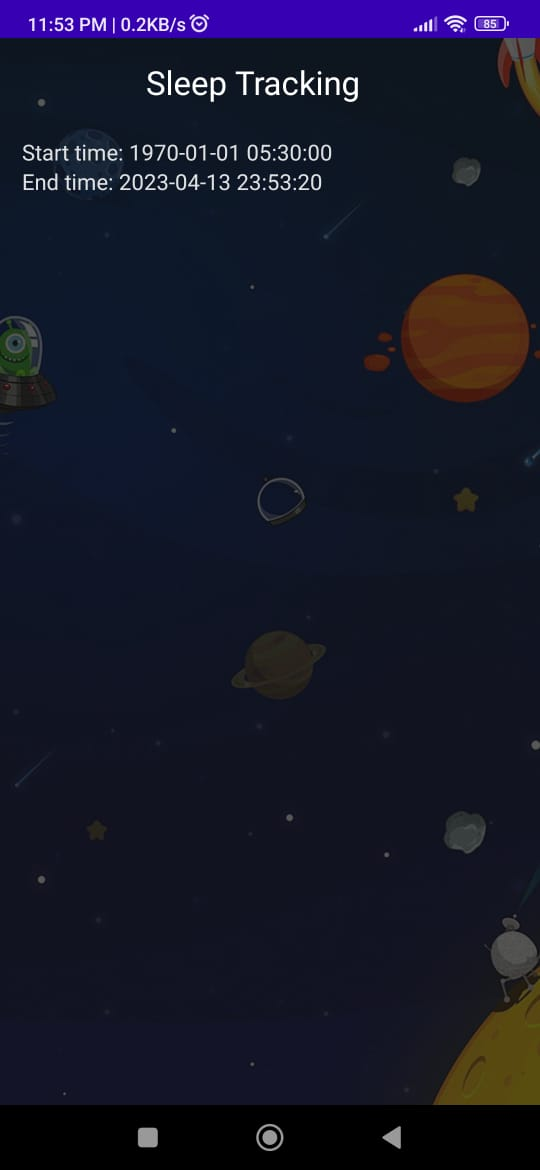 11:53 PM | 0.2KB/s
85
Sleep Tracking
Start time: 1970-01-01 05:30:00
End time: 2023-04-13 23:53:20